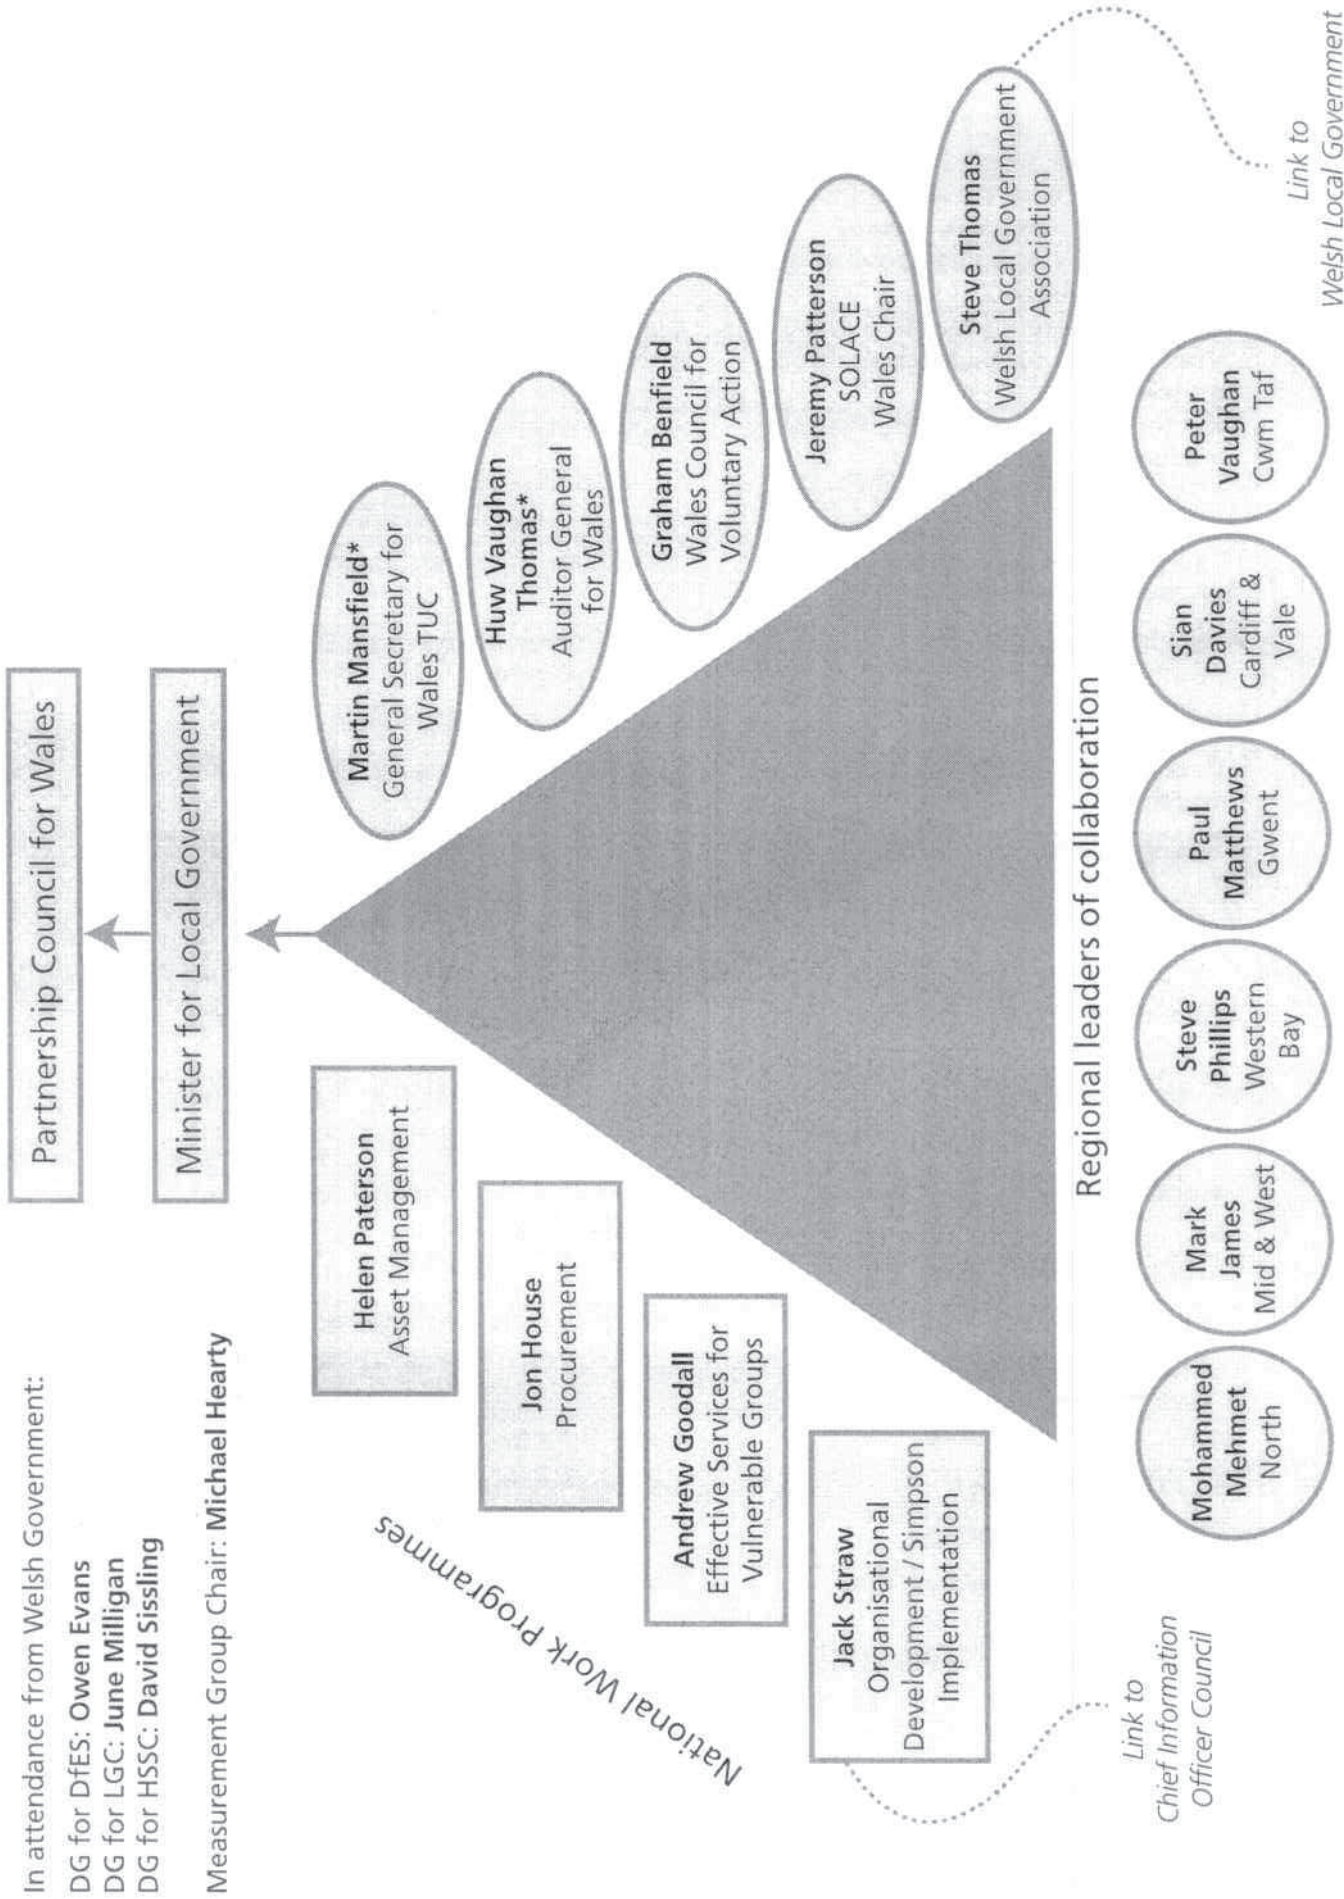 In attendance from Welsh Government:
DG for DfES: Owen Evans
DG for LGC: June Milligan
DG for HSSC: David Sissling
Measurement Group Chair: Michael Hearty
Partnership Council for Wales
Minister for Local Government
National Work Programmes
Helen Paterson
Asset Management
Jon House
Procurement
Andrew Goodall
Effective Services for
Vulnerable Groups
Jack Straw
Organisational
Development / Simpson
Implementation
Link to
Chief Information
Officer Council
Martin Mansfield*
General Secretary for
Wales TUC
Huw Vaughan
Thomas*
Auditor General
for Wales
Graham Benfield
Wales Council for
Voluntary Action
Jeremy Patterson
SOLACE
Wales Chair
Steve Thomas
Welsh Local Government
Association
Link to
Welsh Local Government
Regional leaders of collaboration
Mohammed
Mehmet
North
Mark
James
Mid & West
Steve
Phillips
Western
Bay
Paul
Matthews
Gwent
Sian
Davies
Cardiff &
Vale
Peter
Vaughan
Cwm Taf